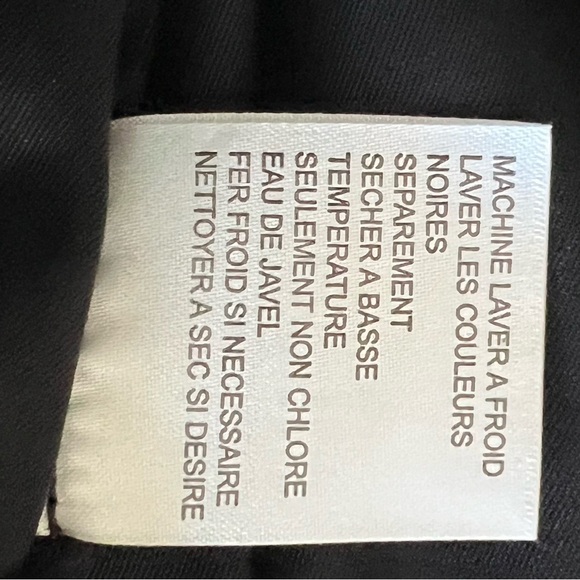 MACHINE LAVER A FROID
LAVER LES COULEURS
NOIRES
SEPAREMENT
SECHER A BASSE
TEMPERATURE
SEULEMENT NON CHLORE
EAU DE JAVEL
FER FROID SI NECESSAIRE
NETTOYER A SEC SI DESIRE